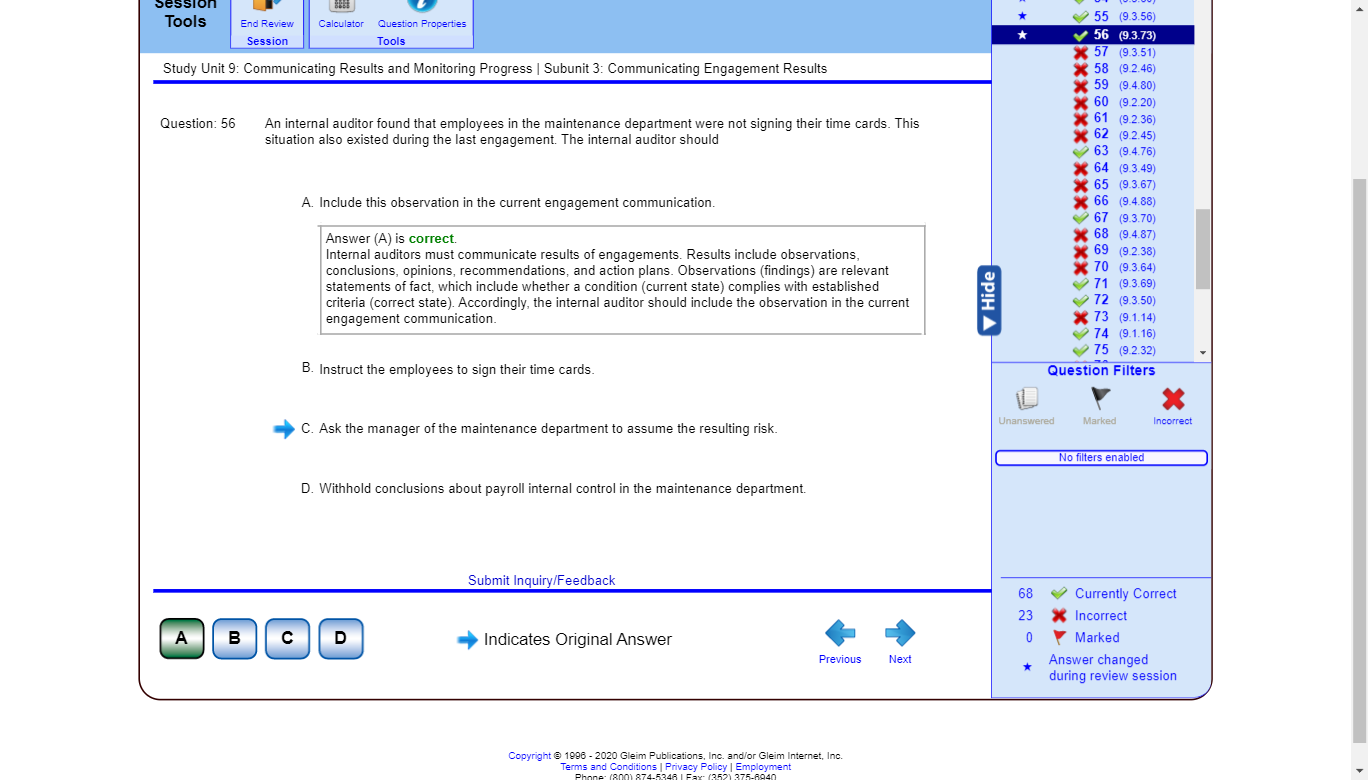 Session
Tools
End Review
Session
Calculator
Question Properties
Tools
Study Unit 9: Communicating Results and Monitoring Progress | Subunit 3: Communicating Engagement Results
Question: 56
An internal auditor found that employees in the maintenance department were not signing their time cards. This
situation also existed during the last engagement. The internal auditor should
A. Include this observation in the current engagement communication.
Answer (A) is correct.
Internal auditors must communicate results of engagements. Results include observations,
conclusions, opinions, recommendations, and action plans. Observations (findings) are relevant
statements of fact, which include whether a condition (current state) complies with established
criteria (correct state). Accordingly, the internal auditor should include the observation in the current
engagement communication.
B. Instruct the employees to sign their time cards.
C. Ask the manager of the maintenance department to assume the resulting risk.
D. Withhold conclusions about payroll internal control in the maintenance department.
Submit Inquiry/Feedback
A
B
C
D
Indicates Original Answer
Previous
Next
55 (9.3.56)
56 (9.3.73)
57 (9.3.51)
58 (9.2.46)
59 (9.4.80)
60 (9.2.20)
61 (9.2.36)
62 (9.2.45)
63 (9.4.76)
64 (9.3.49)
65 (9.3.67)
66 (9.4.88)
67 (9.3.70)
68 (9.4.87)
69 (9.2.38)
70 (9.3.64)
71 (9.3.69)
72 (9.3.50)
73 (9.1.14)
74 (9.1.16)
75 (9.2.32)
Hide
Question Filters
Unanswered
Marked
Incorrect
No filters enabled
68 Currently Correct
23 Incorrect
0 Marked
Answer changed
during review session
Copyright © 1996 - 2020 Gleim Publications, Inc. and/or Gleim Internet, Inc.
Terms and Conditions | Privacy Policy | Employment
Phone: (800) 874-5346 | Fax: (352) 375-6940